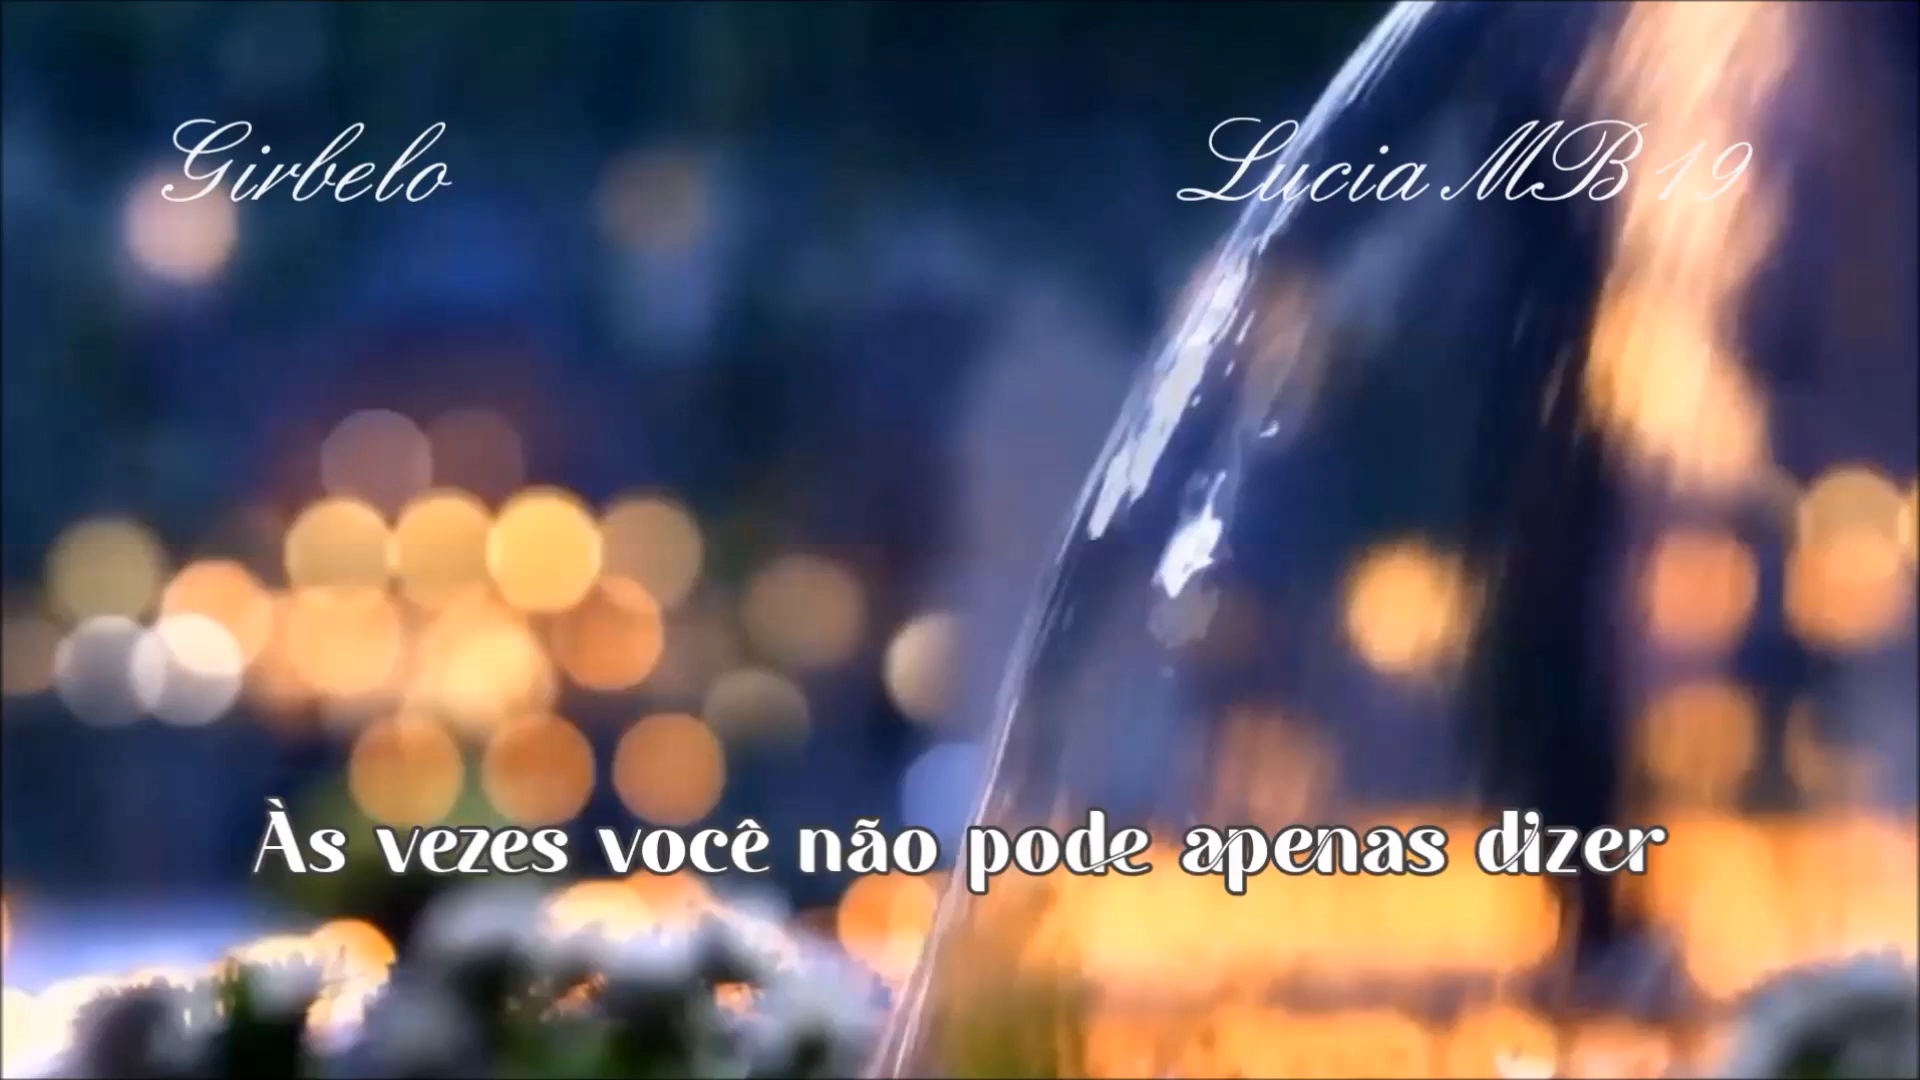 Girbelo
Lucia MB 19
Às vezes você não pode apenas dizer